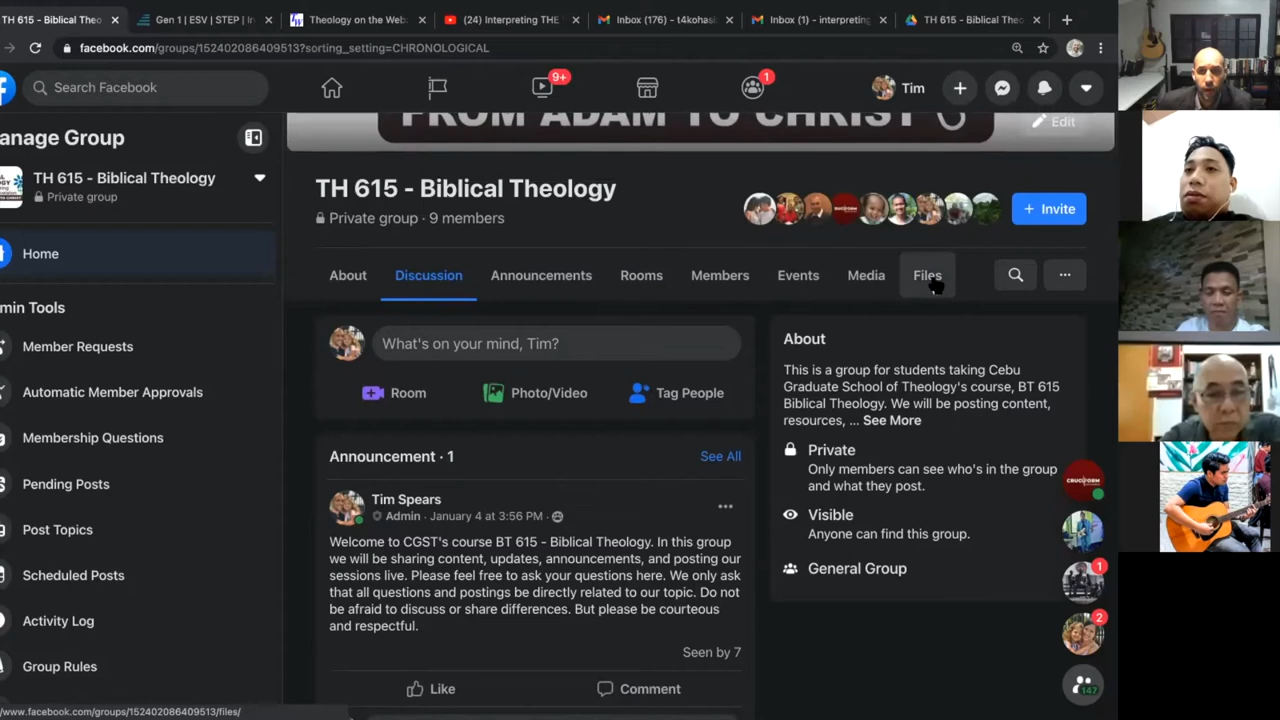 TH 615 - Biblical Theo
Gen 1 | ESV | STEP | In
Theology on the Web:
(24) Interpreting THE
Inbox (176) - t4kohas
Inbox (1) - interpreting
TH 615 - Biblical Theo
facebook.com/groups/152402086409513?sorting_setting=CHRONOLOGICAL
Search Facebook
9+
1
Tim
anage Group
FROM ADAM TO CHRIST
Edit
TH 615 - Biblical Theology
Private group
TH 615 - Biblical Theology
Private group · 9 members
+ Invite
Home
About
Discussion
Announcements
Rooms
Members
Events
Media
Files
min Tools
Member Requests
Automatic Member Approvals
Membership Questions
Pending Posts
Post Topics
Scheduled Posts
Activity Log
Group Rules
What's on your mind, Tim?
Room
Photo/Video
Tag People
Announcement · 1
See All
Tim Spears
Admin · January 4 at 3:56 PM ·
Welcome to CGST's course BT 615 - Biblical Theology. In this group
we will be sharing content, updates, announcements, and posting our
sessions live. Please feel free to ask your questions here. We only ask
that all questions and postings be directly related to our topic. Do not
be afraid to discuss or share differences. But please be courteous
and respectful.
Seen by 7
Like
Comment
About
This is a group for students taking Cebu
Graduate School of Theology's course, BT 615
Biblical Theology. We will be posting content,
resources, ... See More
Private
Only members can see who's in the group
and what they post.
Visible
Anyone can find this group.
General Group
CRUCIFORM
1
2
147
/www.facebook.com/groups/152402086409513/files/